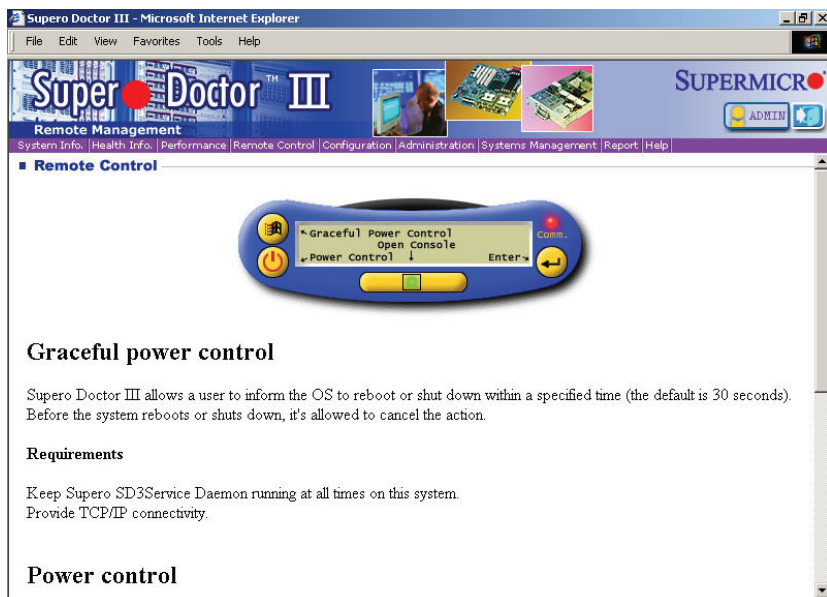 Supero Doctor III - Microsoft Internet Explorer
File Edit View Favorites Tools Help
Super Doctor™ III
SUPERMICR
Remote Management
ADMIN
System Info. |Health Info. |Performance |Remote Control |Configuration |Administration |Systems Management |Report |Help
Remote Control
Graceful Power Control
Open Console
Power Control
Enter
Comm.
Graceful power control
Supero Doctor III allows a user to inform the OS to reboot or shut down within a specified time (the default is 30 seconds).
Before the system reboots or shuts down, it's allowed to cancel the action.
Requirements
Keep Supero SD3Service Daemon running at all times on this system.
Provide TCP/IP connectivity.
Power control